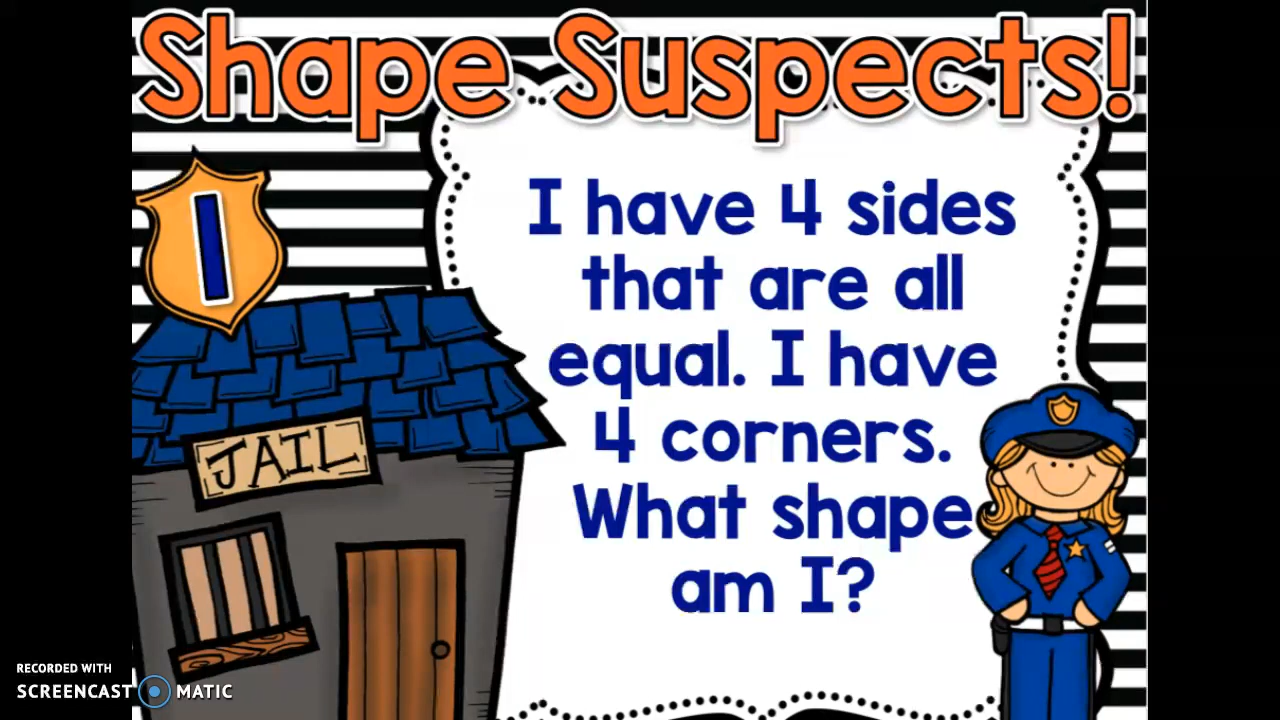 Shape Suspects!
1
I have 4 sides
that are all
equal. I have
4 corners.
What shape
am I?
JAIL
RECORDED WITH
SCREENCAST MATIC